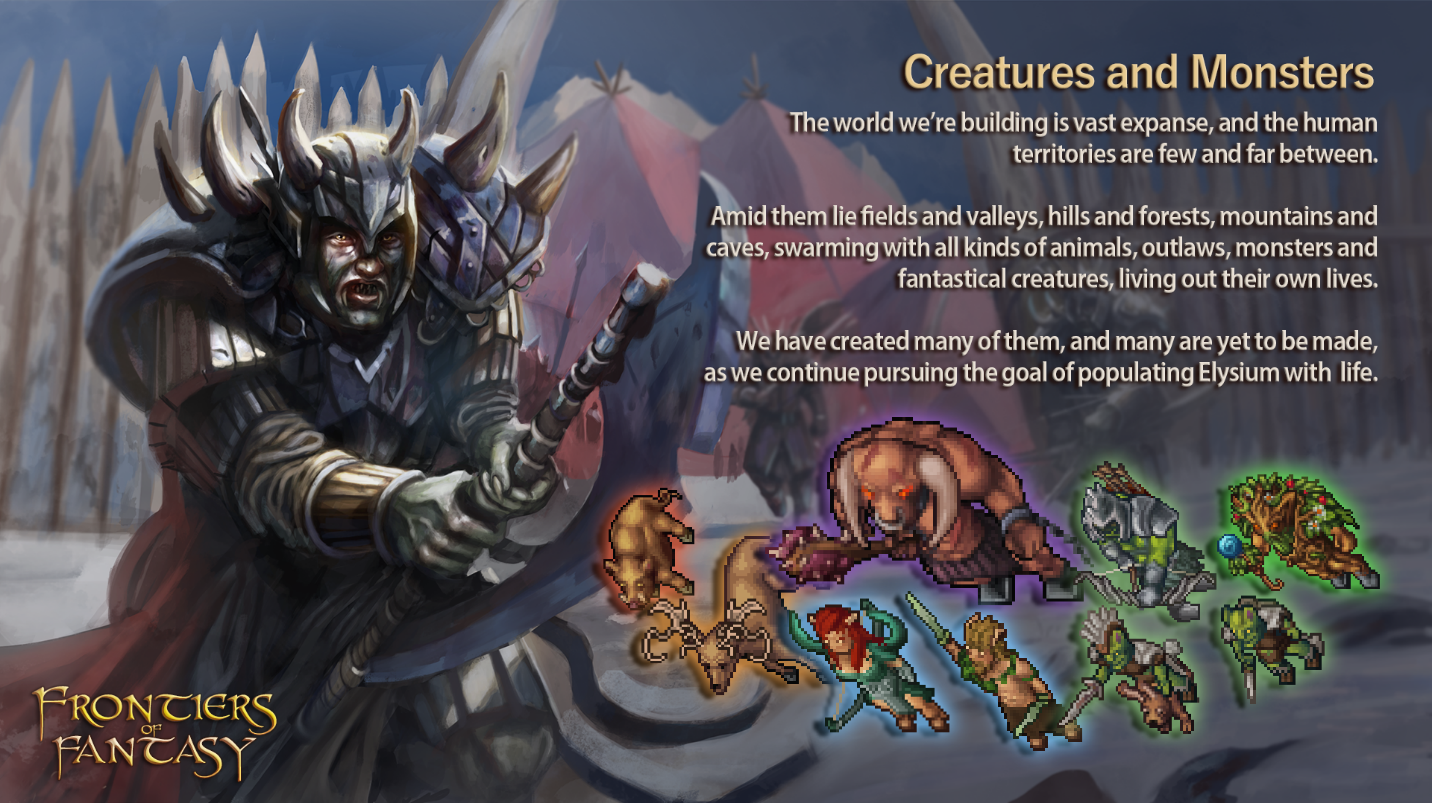 Creatures and Monsters
The world we’re building is vast expanse, and the human
territories are few and far between.
Amid them lie fields and valleys, hills and forests, mountains and
caves, swarming with all kinds of animals, outlaws, monsters and
fantastical creatures, living out their own lives.
We have created many of them, and many are yet to be made,
as we continue pursuing the goal of populating Elysium with life.
FRONTIERS
OF
FANTASY